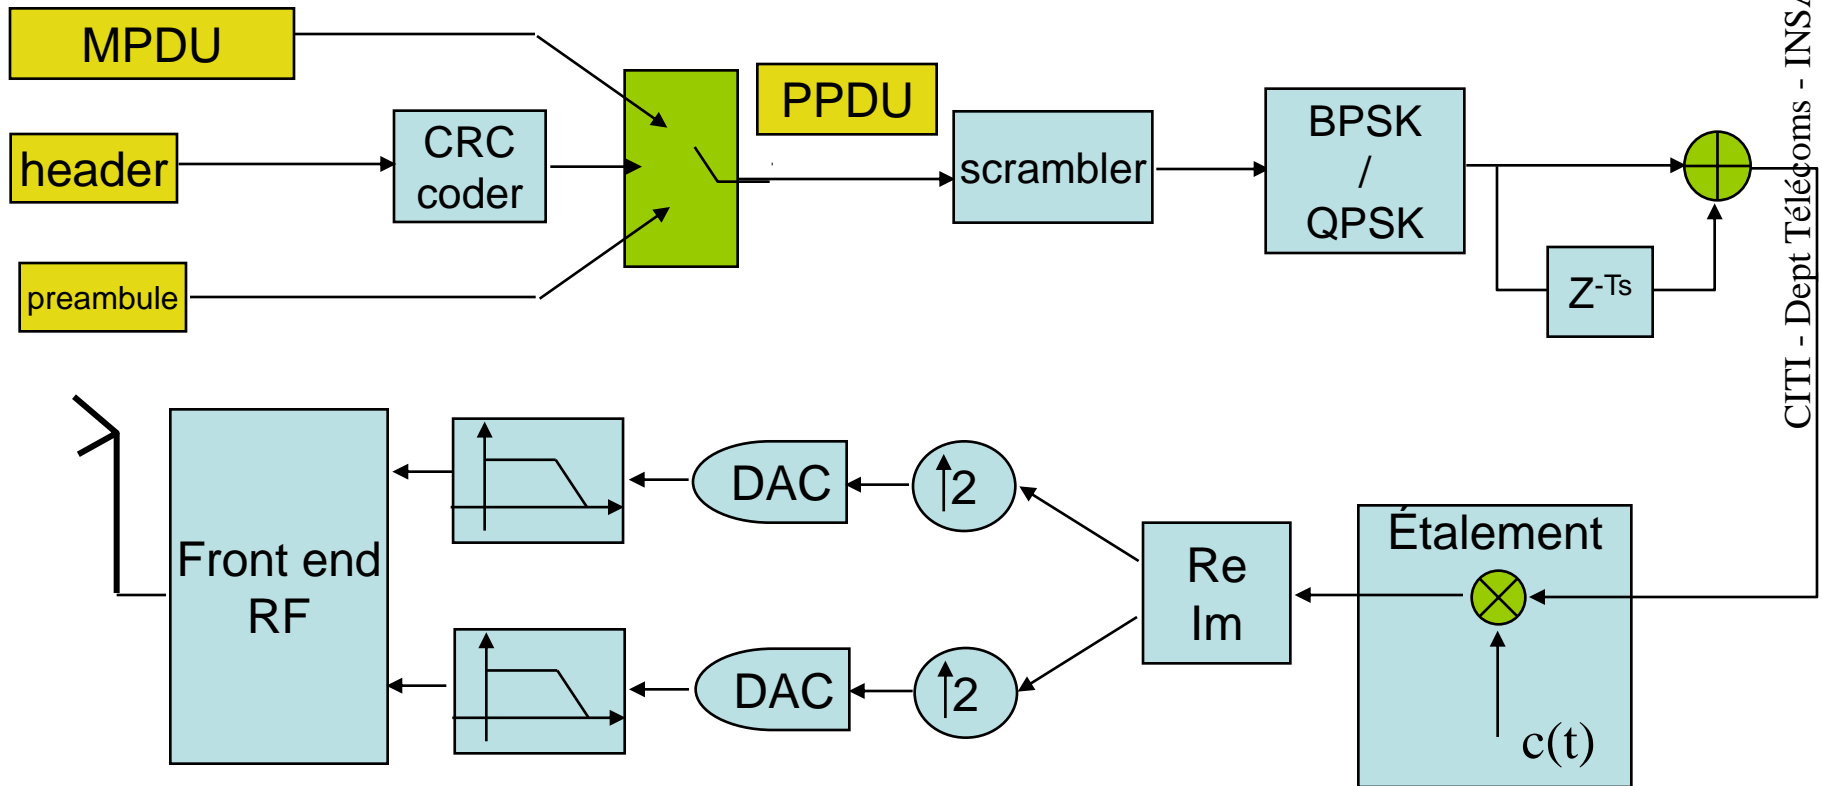 MPDU
header
preambule
CRC
coder
PPDU
scrambler
BPSK
/
QPSK
Z-Ts
CITI - Dept Télécoms - INSA
Front end
RF
DAC
2
DAC
2
Re
Im
Étalement
c(t)